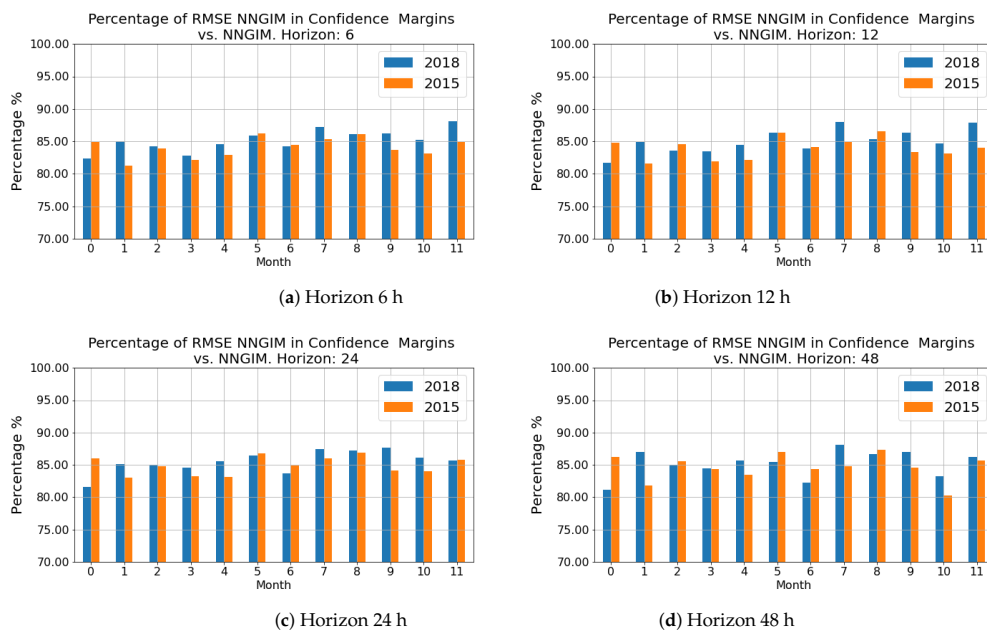 Percentage of RMSE NNGIM in Confidence  Margins
vs. NNGIM. Horizon: 6
100.00
95.00
90.00
85.00
80.00
75.00
70.00
Percentage %
2018
2015
0 1 2 3 4 5 6 7 8 9 10 11
Month
(a) Horizon 6 h
Percentage of RMSE NNGIM in Confidence  Margins
vs. NNGIM. Horizon: 12
100.00
95.00
90.00
85.00
80.00
75.00
70.00
Percentage %
2018
2015
0 1 2 3 4 5 6 7 8 9 10 11
Month
(b) Horizon 12 h
Percentage of RMSE NNGIM in Confidence  Margins
vs. NNGIM. Horizon: 24
100.00
95.00
90.00
85.00
80.00
75.00
70.00
Percentage %
2018
2015
0 1 2 3 4 5 6 7 8 9 10 11
Month
(c) Horizon 24 h
Percentage of RMSE NNGIM in Confidence  Margins
vs. NNGIM. Horizon: 48
100.00
95.00
90.00
85.00
80.00
75.00
70.00
Percentage %
2018
2015
0 1 2 3 4 5 6 7 8 9 10 11
Month
(d) Horizon 48 h